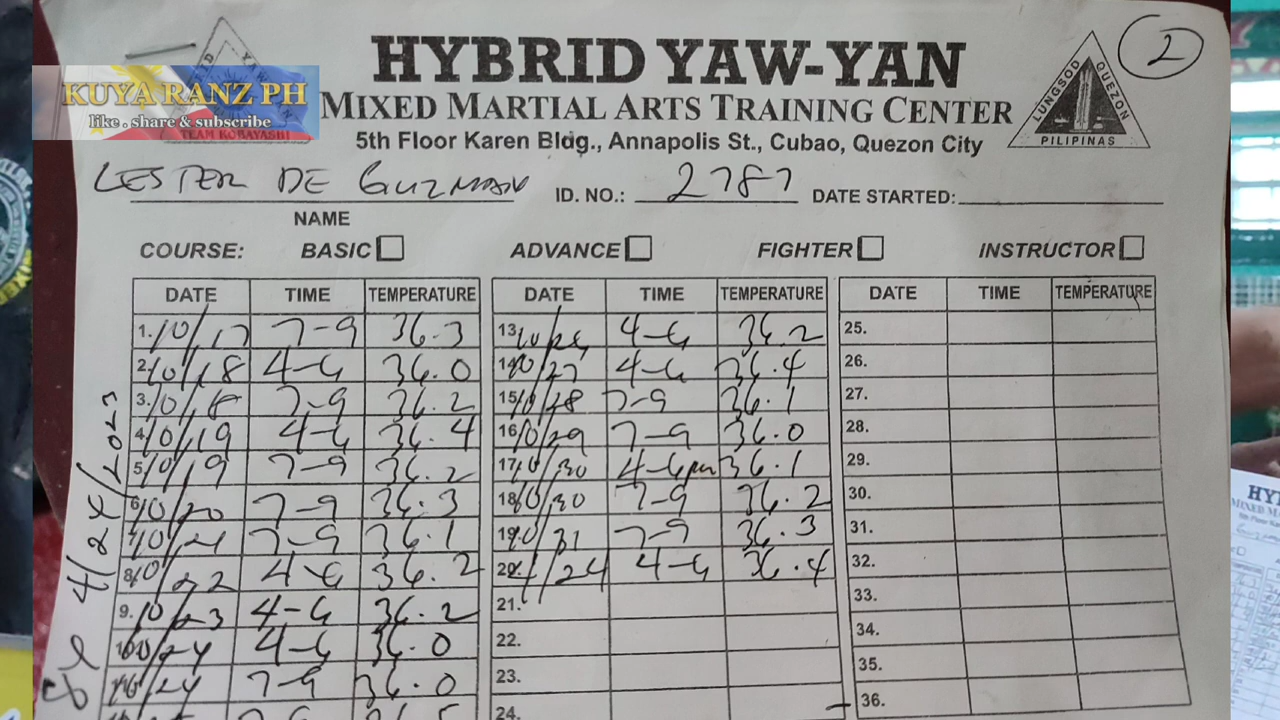 2
HYBRID YAW-YAN
MIXED MARTIAL ARTS TRAINING CENTER
5th Floor Karen Bldg., Annapolis St., Cubao, Quezon City
KUYA RANZ PH
like . share & subscribe
TEAM KOBAYASHI
LUNGSOD QUEZON
PILIPINAS
LESTER DE GUZMAN ID. NO.: 2787 DATE STARTED:
NAME
COURSE: BASIC ADVANCE FIGHTER INSTRUCTOR
DATE TIME TEMPERATURE DATE TIME TEMPERATURE DATE TIME TEMPERATURE
1. 10/17 7-9 36.3 13. 10/26 4-6 36.2 25.
2. 10/18 4-6 36.0 14. 10/27 4-6 36.4 26.
3. 10/18 7-9 36.2 15. 10/28 7-9 36.1 27.
4. 10/19 4-6 36.4 16. 10/29 7-9 36.0 28.
5. 10/19 7-9 36.2 17. 10/30 4-6pm 36.1 29.
6. 10/20 7-9 36.3 18. 10/30 7-9 36.2 30.
10/21 7-9 36.1 19. 10/31 7-9 36.3 31.
8. 10/22 4-6 36.2 20. 4/24 4-6 36.4 32.
9. 10/23 4-6 36.2 21. 33.
10. 10/24 4-6 36.0 22. 34.
10/24 7-9 36.0 23. 35.
24. 36.
4/24/2023